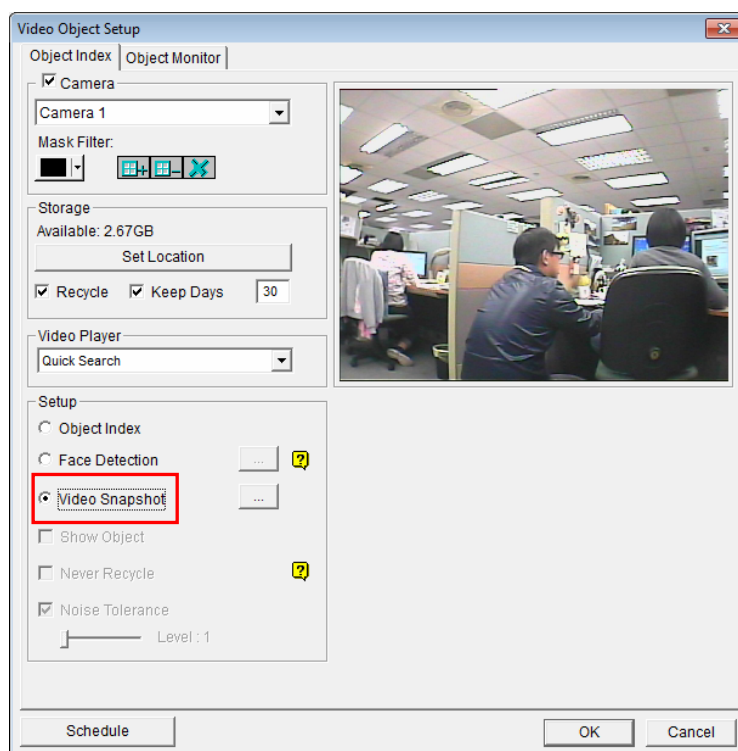 Video Object Setup
Object Index Object Monitor
Camera
Camera 1
Mask Filter:
Storage
Available: 2.67GB
Set Location
Recycle Keep Days 30
Video Player
Quick Search
Setup
Object Index
Face Detection ... ?
Video Snapshot ...
Show Object
Never Recycle ?
Noise Tolerance
Level : 1
Schedule OK Cancel